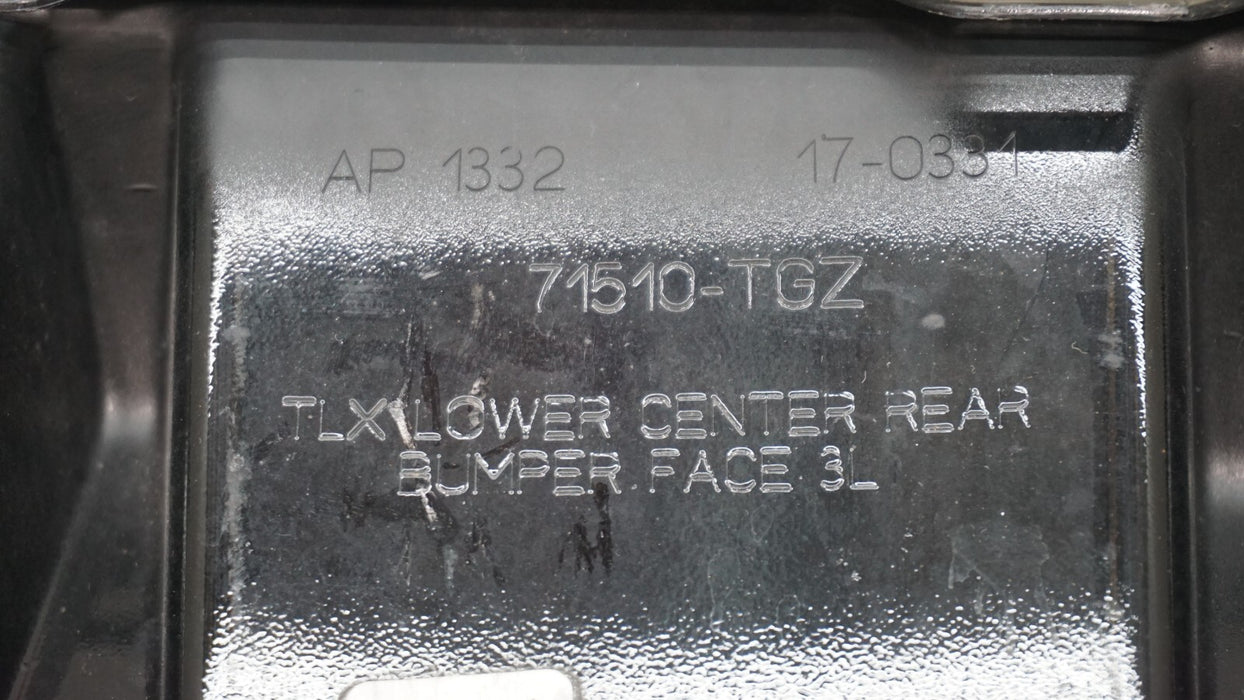 AP 1332 17-0331
71510-TGZ
TLX LOWER CENTER REAR
BUMPER FACE 3L